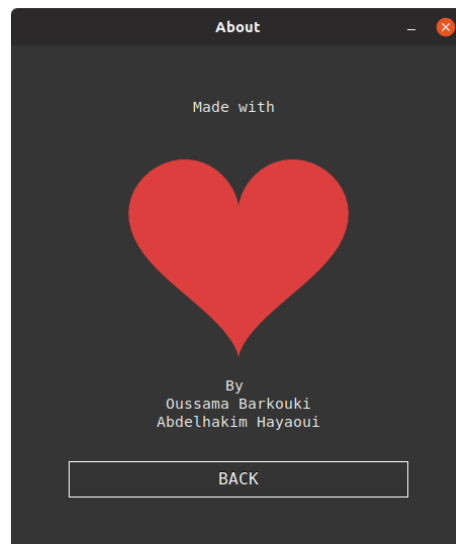 About
Made with
By
Oussama Barkouki
Abdelhakim Hayaoui
BACK